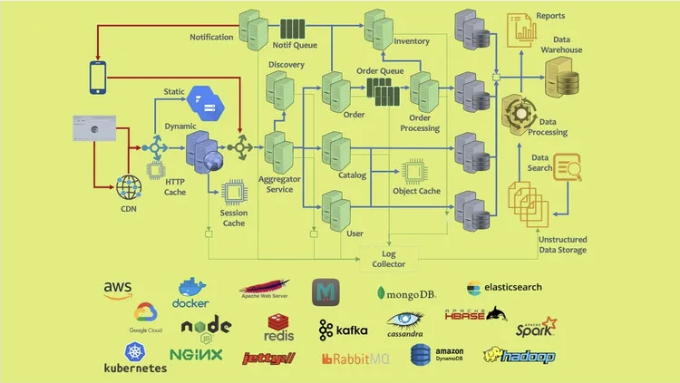 Reports
Notification
Notif Queue
Inventory
Data
Warehouse
Discovery
Order Queue
Static
Dynamic
Order
Order
Processing
Data
Processing
HTTP
Cache
CDN
Aggregator
Service
Catalog
Object Cache
Data
Search
Session
Cache
User
Unstructured
Data Storage
Log
Collector
aws
docker
Apache Web Server
M
mongoDB.
elasticsearch
Google Cloud
node
JS
redis
kafka
cassandra
APACHE
HBASE
APACHE
Spark
kubernetes
NGINX
jetty://
RabbitMQ
amazon
DynamoDB
hadoop